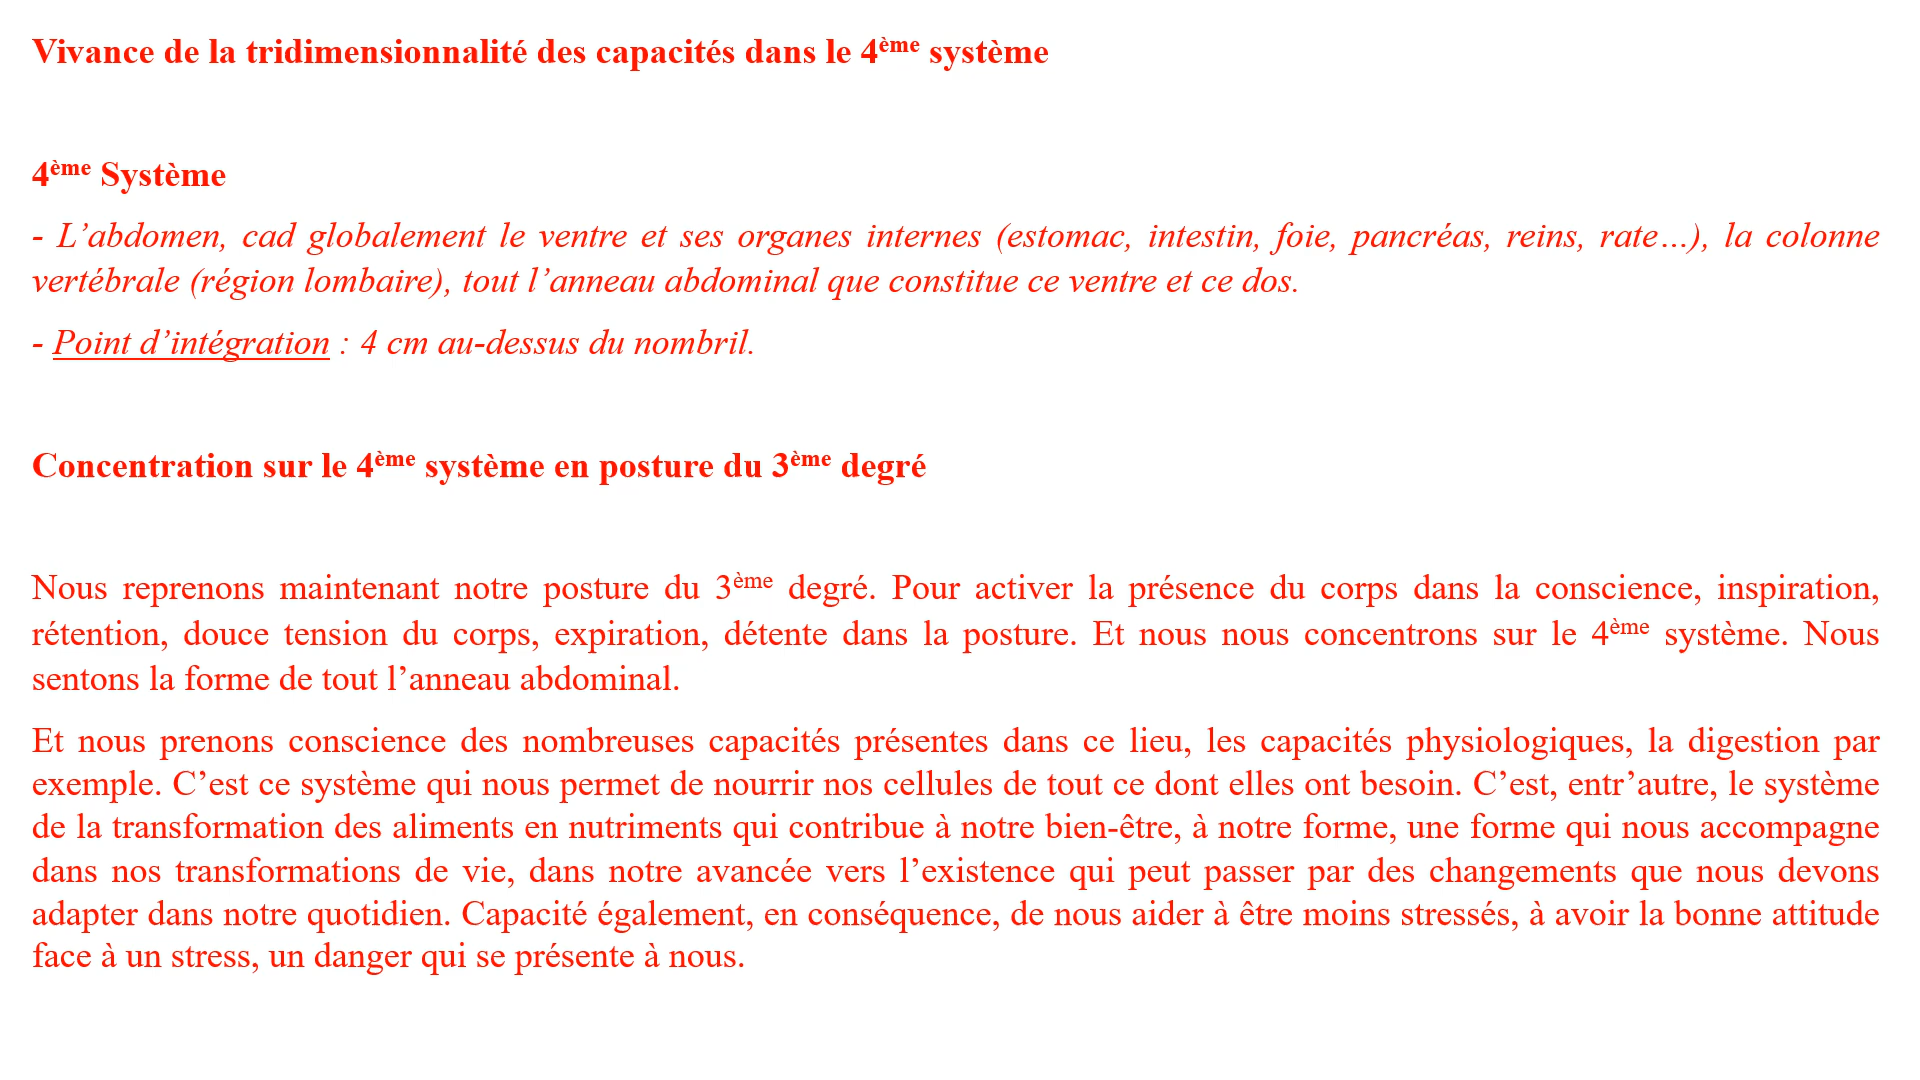 Vivance de la tridimensionnalité des capacités dans le 4ème système
4ème Système
- L’abdomen, cad globalement le ventre et ses organes internes (estomac, intestin, foie, pancréas, reins, rate…), la colonne
vertébrale (région lombaire), tout l’anneau abdominal que constitue ce ventre et ce dos.
- Point d’intégration : 4 cm au-dessus du nombril.
Concentration sur le 4ème système en posture du 3ème degré
Nous reprenons maintenant notre posture du 3ème degré. Pour activer la présence du corps dans la conscience, inspiration,
rétention, douce tension du corps, expiration, détente dans la posture. Et nous nous concentrons sur le 4ème système. Nous
sentons la forme de tout l’anneau abdominal.
Et nous prenons conscience des nombreuses capacités présentes dans ce lieu, les capacités physiologiques, la digestion par
exemple. C’est ce système qui nous permet de nourrir nos cellules de tout ce dont elles ont besoin. C’est, entr’autre, le système
de la transformation des aliments en nutriments qui contribue à notre bien-être, à notre forme, une forme qui nous accompagne
dans nos transformations de vie, dans notre avancée vers l’existence qui peut passer par des changements que nous devons
adapter dans notre quotidien. Capacité également, en conséquence, de nous aider à être moins stressés, à avoir la bonne attitude
face à un stress, un danger qui se présente à nous.